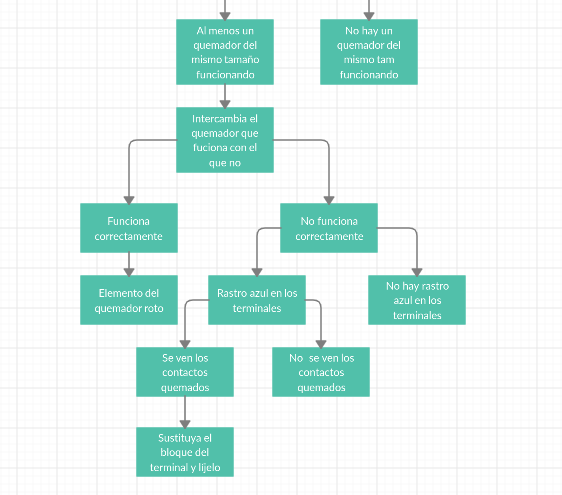 Al menos un
quemador del
mismo tamaño
funcionando
No hay un
quemador del
mismo tam
funcionando
Intercambia el
quemador que
fuciona con el
que no
Funciona
correctamente
No funciona
correctamente
Elemento del
quemador roto
Rastro azul en los
terminales
No hay rastro
azul en los
terminales
Se ven los
contactos
quemados
No se ven los
contactos
quemados
Sustituya el
bloque del
terminal y líjelo